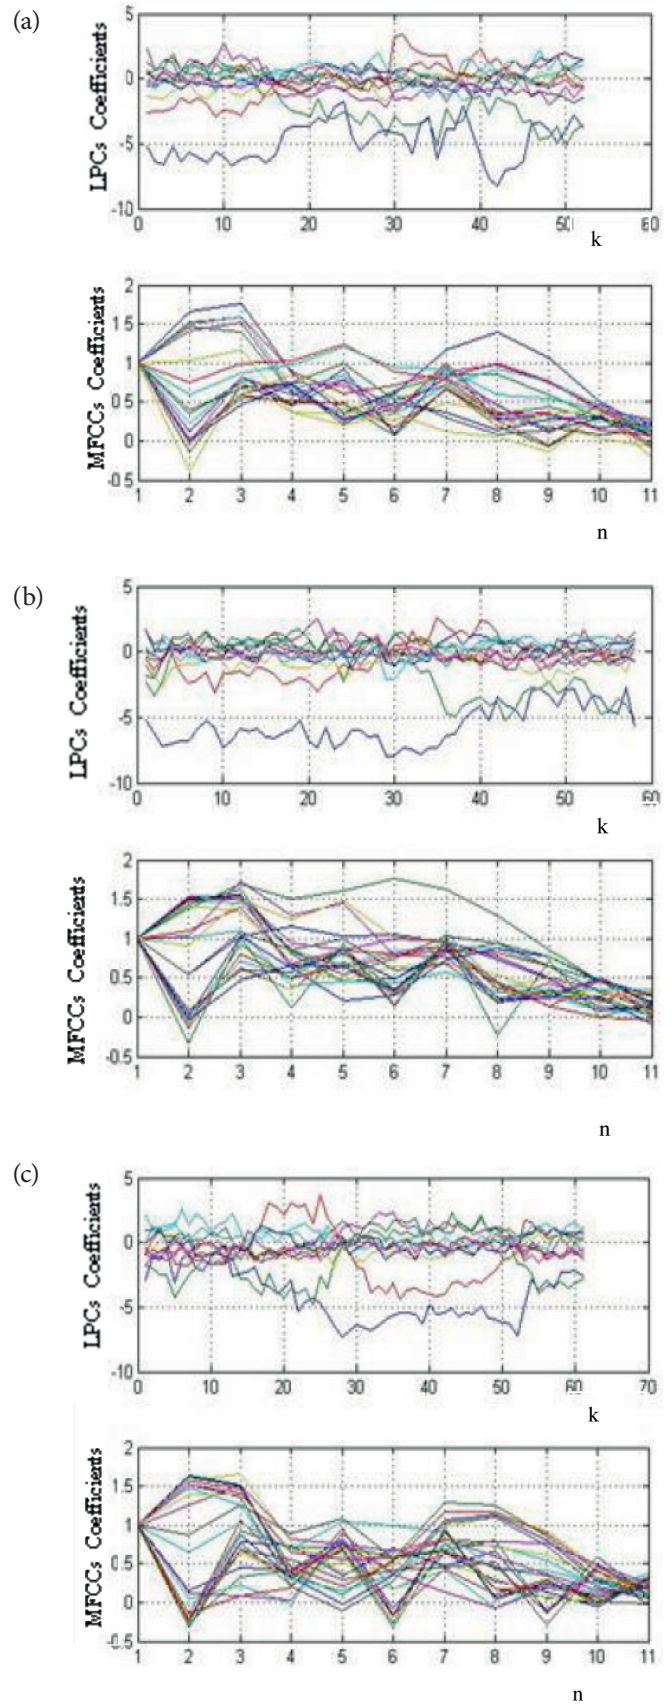 (a)
LPCs Coefficients
5
0
-5
-10
0 10 20 30 40 50 60
k
MFCCs Coefficients
2
1.5
1
0.5
0
-0.5
1 2 3 4 5 6 7 8 9 10 11
n
(b)
LPCs Coefficients
5
0
-5
-10
0 10 20 30 40 50 60
k
MFCCs Coefficients
2
1.5
1
0.5
0
-0.5
1 2 3 4 5 6 7 8 9 10 11
n
(c)
LPCs Coefficients
5
0
-5
-10
0 10 20 30 40 50 60 70
k
MFCCs Coefficients
2
1.5
1
0.5
0
-0.5
1 2 3 4 5 6 7 8 9 10 11
n